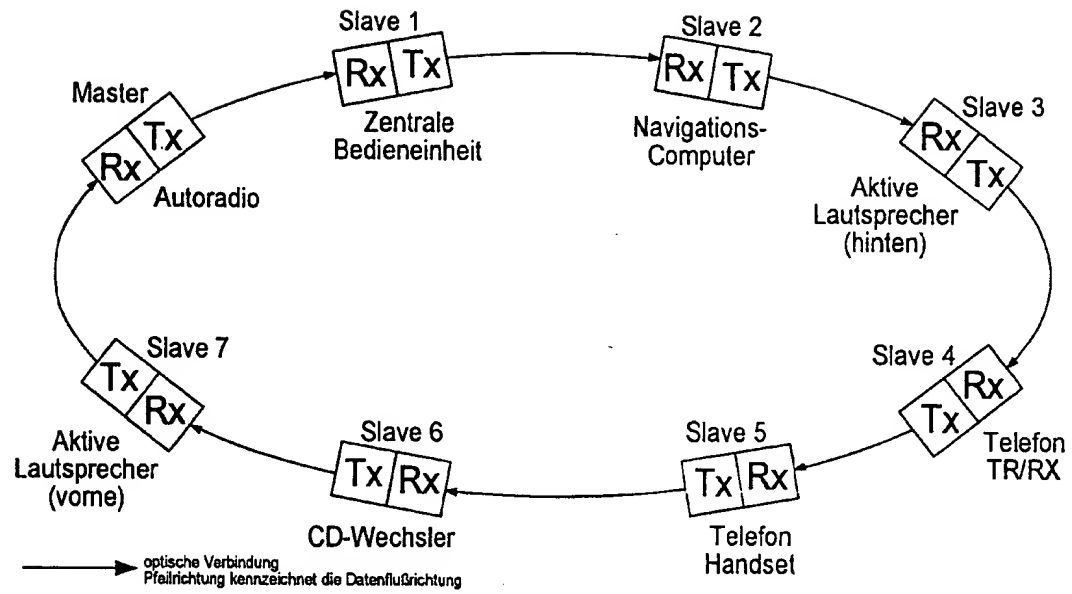 Slave 1
Rx Tx
Zentrale
Bedieneinheit
Slave 2
Rx Tx
Navigations-
Computer
Slave 3
Rx Tx
Aktive
Lautsprecher
(hinten)
Master
Rx Tx
Autoradio
Slave 4
Tx Rx
Telefon
TR/RX
Slave 7
Tx Rx
Aktive
Lautsprecher
(vorne)
Slave 6
Tx Rx
CD-Wechsler
Slave 5
Tx Rx
Telefon
Handset
optische Verbindung
Pfeilrichtung kennzeichnet die Datenflußrichtung